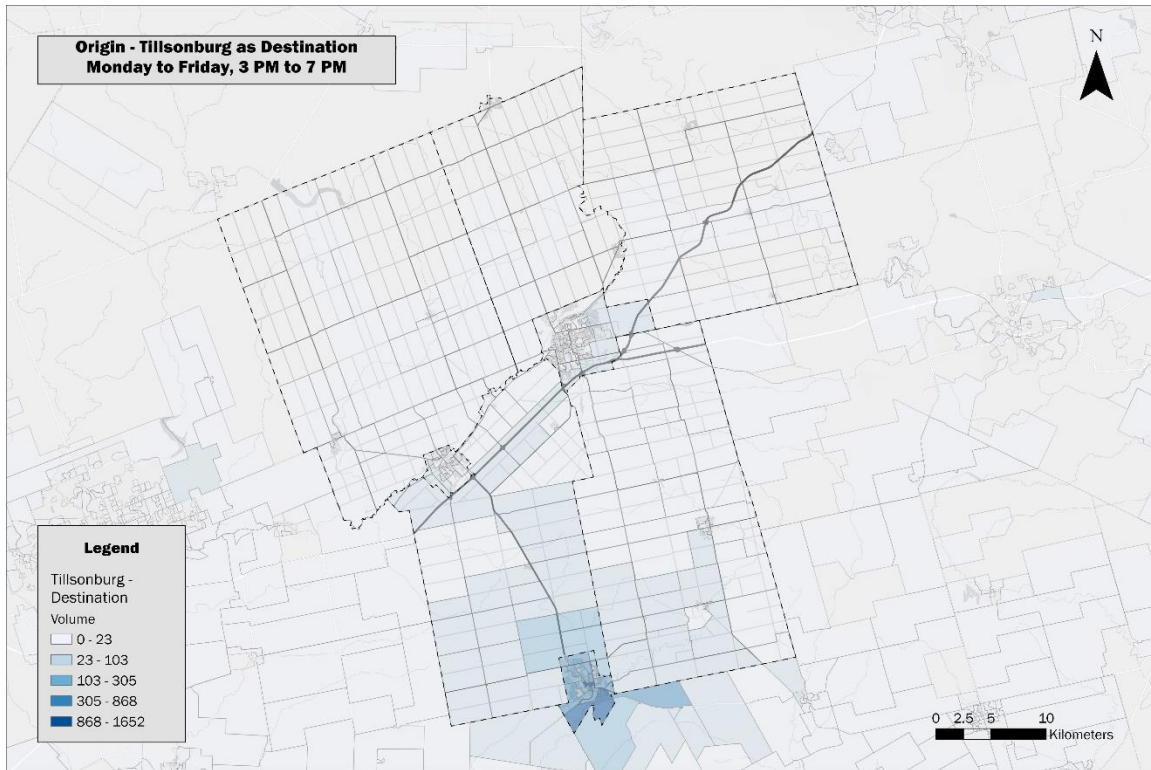 Origin - Tillsonburg as Destination
Monday to Friday, 3 PM to 7 PM
N
Legend
Tillsonburg -
Destination
Volume
0 - 23
23 - 103
103 - 305
305 - 868
868 - 1652
0 2.5 5 10
Kilometers